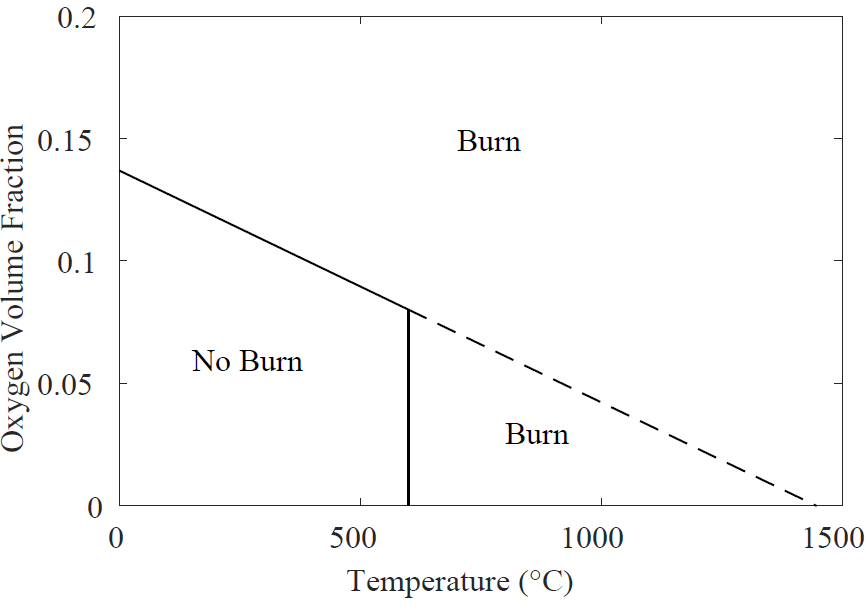 0.2
0.15
0.1
0.05
0
Oxygen Volume Fraction
Burn
No Burn
Burn
0
500
1000
1500
Temperature (°C)